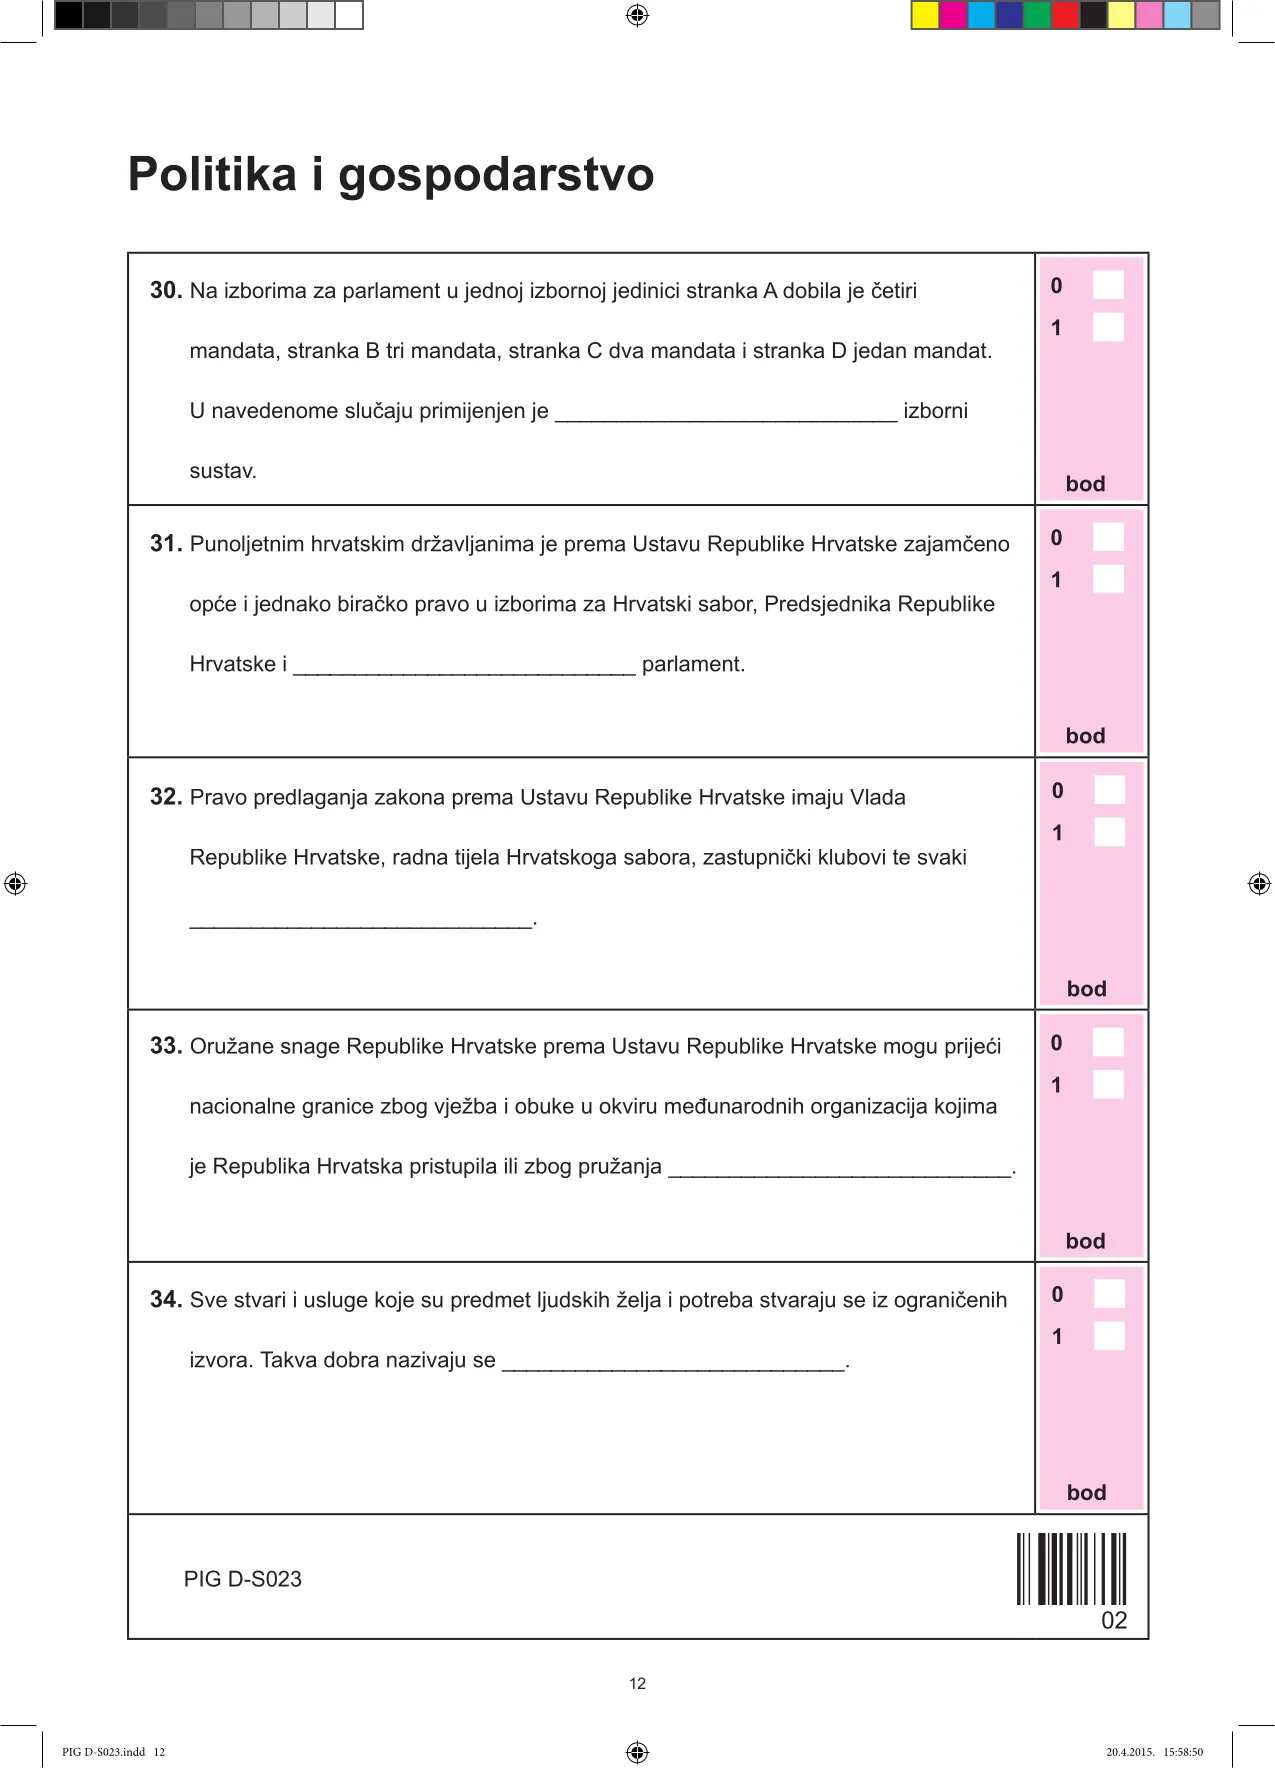 Politika i gospodarstvo
30. Na izborima za parlament u jednoj izbornoj jedinici stranka A dobila je četiri
mandata, stranka B tri mandata, stranka C dva mandata i stranka D jedan mandat.
U navedenome slučaju primijenjen je ____________________________ izborni
sustav.
0
1
bod
31. Punoljetnim hrvatskim državljanima je prema Ustavu Republike Hrvatske zajamčeno
opće i jednako biračko pravo u izborima za Hrvatski sabor, Predsjednika Republike
Hrvatske i ____________________________ parlament.
0
1
bod
32. Pravo predlaganja zakona prema Ustavu Republike Hrvatske imaju Vlada
Republike Hrvatske, radna tijela Hrvatskoga sabora, zastupnički klubovi te svaki
____________________________.
0
1
bod
33. Oružane snage Republike Hrvatske prema Ustavu Republike Hrvatske mogu prijeći
nacionalne granice zbog vježba i obuke u okviru međunarodnih organizacija kojima
je Republika Hrvatska pristupila ili zbog pružanja ____________________________.
0
1
bod
34. Sve stvari i usluge koje su predmet ljudskih želja i potreba stvaraju se iz ograničenih
izvora. Takva dobra nazivaju se ____________________________.
0
1
bod
PIG D-S023
02
12
PIG D-S023.indd 12
20.4.2015. 15:58:50